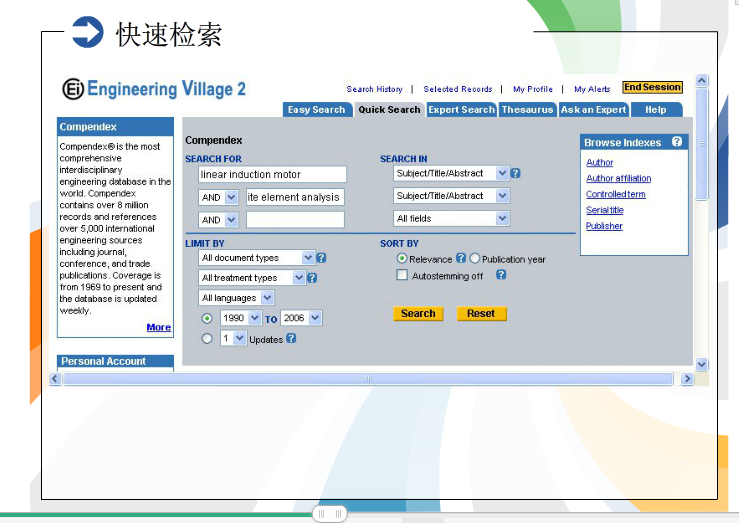 快速检索
Ei Engineering Village 2
Search History | Selected Records | My Profile | My Alerts End Session
Easy Search Quick Search Expert Search Thesaurus Ask an Expert Help
Compendex
Compendex® is the most
comprehensive
interdisciplinary
engineering database in the
world. Compendex
contains over 8 million
records and references
over 5,000 international
engineering sources
including journal,
conference, and trade
publications. Coverage is
from 1969 to present and
the database is updated
weekly.
More
Personal Account
Compendex
SEARCH FOR
linear induction motor
AND ite element analysis
AND
SEARCH IN
Subject/Title/Abstract ?
Subject/Title/Abstract
All fields
LIMIT BY
All document types ?
All treatment types ?
All languages
1990 TO 2006
1 Updates ?
SORT BY
Relevance ? Publication year
Autostemming off ?
Search Reset
Browse Indexes ?
Author
Author affiliation
Controlled term
Serial title
Publisher